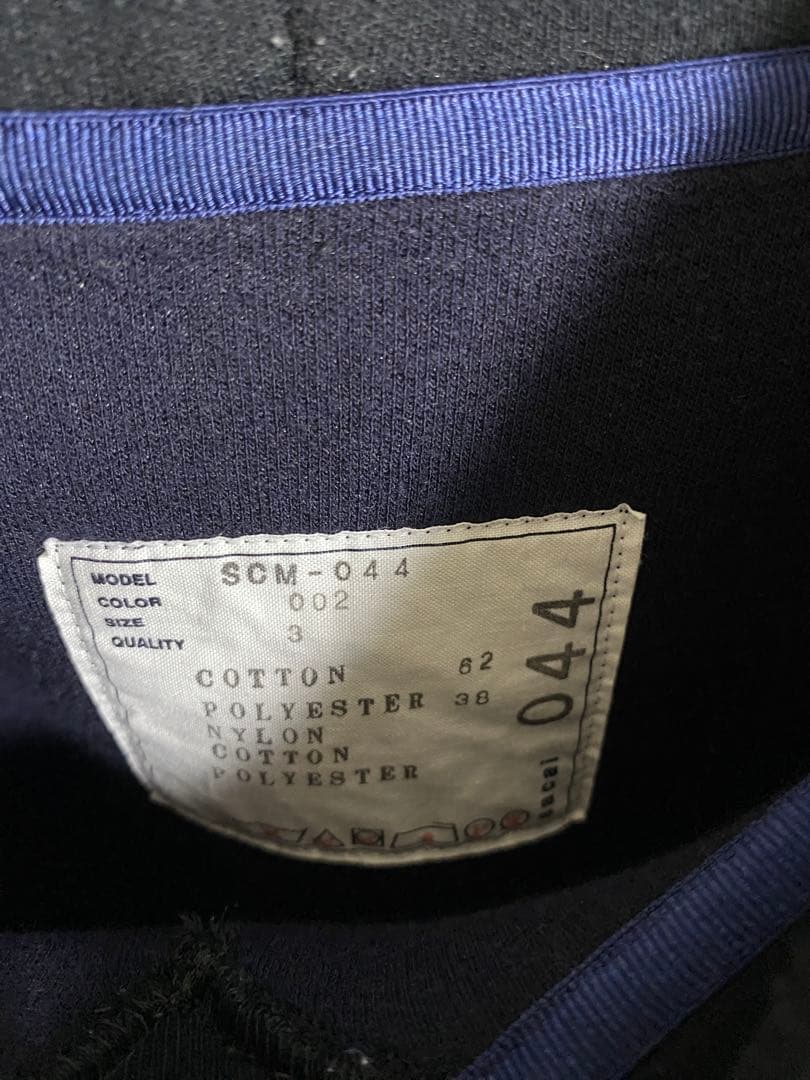 MODEL SCM-044
COLOR 002
SIZE 3
QUALITY
COTTON 62
POLYESTER 38
NYLON
COTTON
POLYESTER
sacai 044